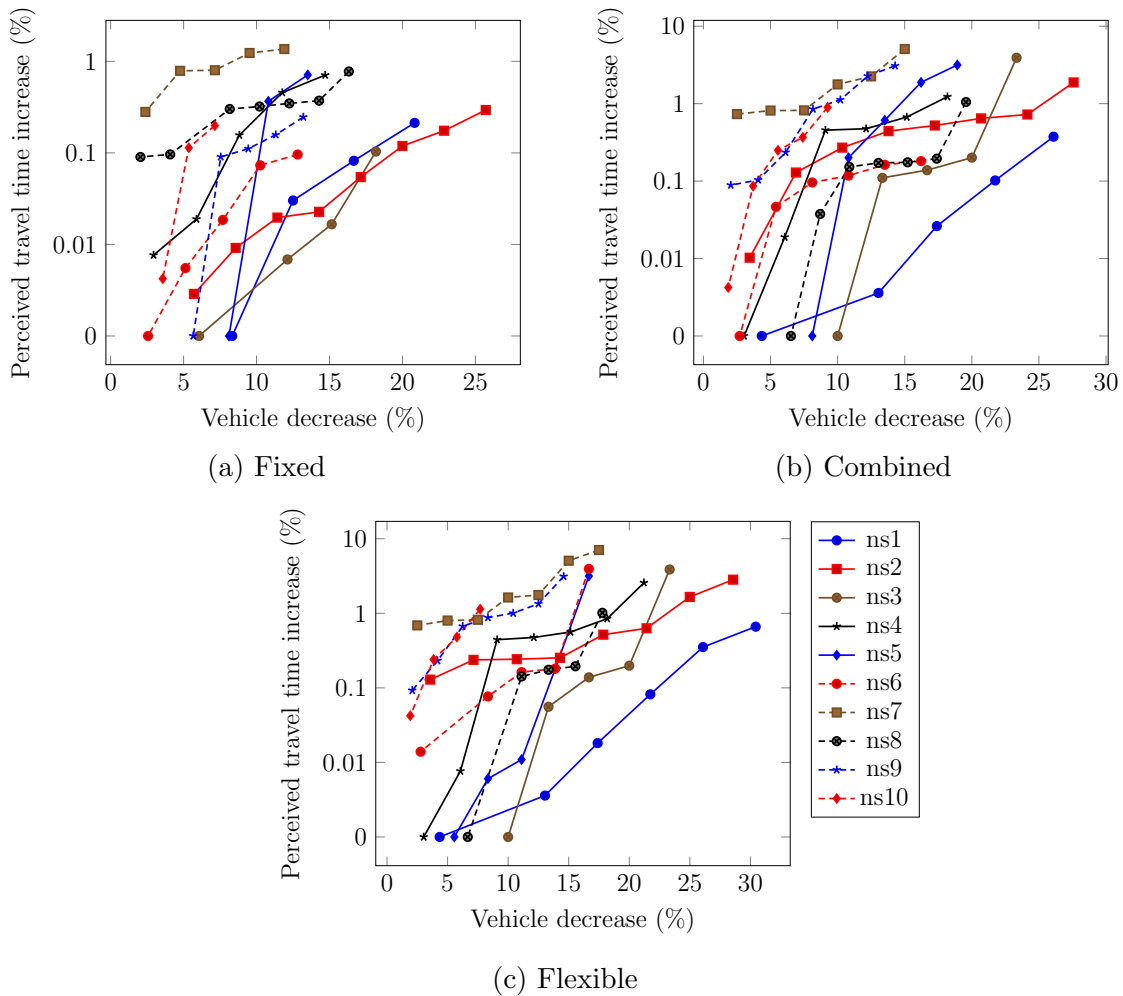 Perceived travel time increase (%)
1
0.1
0.01
0
0 5 10 15 20 25
Vehicle decrease (%)
(a) Fixed
Perceived travel time increase (%)
10
1
0.1
0.01
0
0 5 10 15 20 25 30
Vehicle decrease (%)
(b) Combined
Perceived travel time increase (%)
10
1
0.1
0.01
0
0 5 10 15 20 25 30
Vehicle decrease (%)
ns1
ns2
ns3
ns4
ns5
ns6
ns7
ns8
ns9
ns10
(c) Flexible